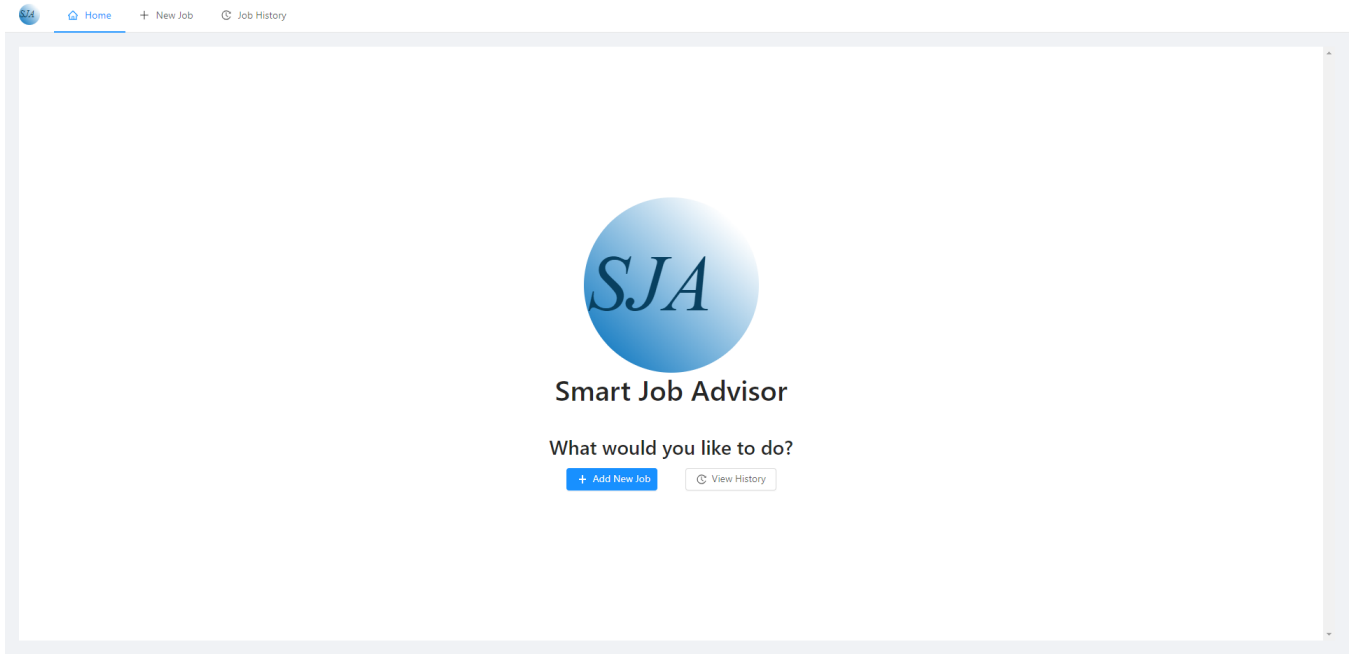 SJA Home New Job Job History
SJA
Smart Job Advisor
What would you like to do?
Add New Job View History